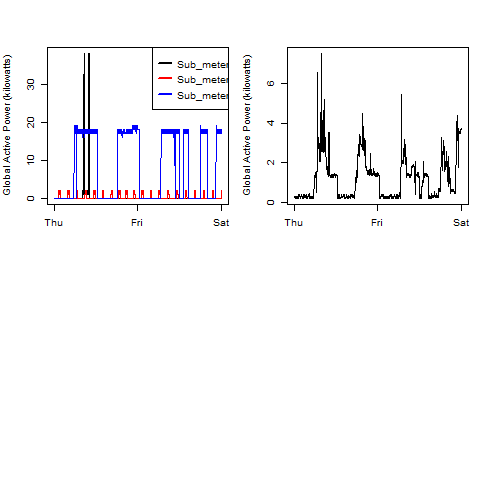 Global Active Power (kilowatts)
30
20
10
0
Thu
Fri
Sat
Sub_meter
Sub_meter
Sub_meter
Global Active Power (kilowatts)
6
4
2
0
Thu
Fri
Sat